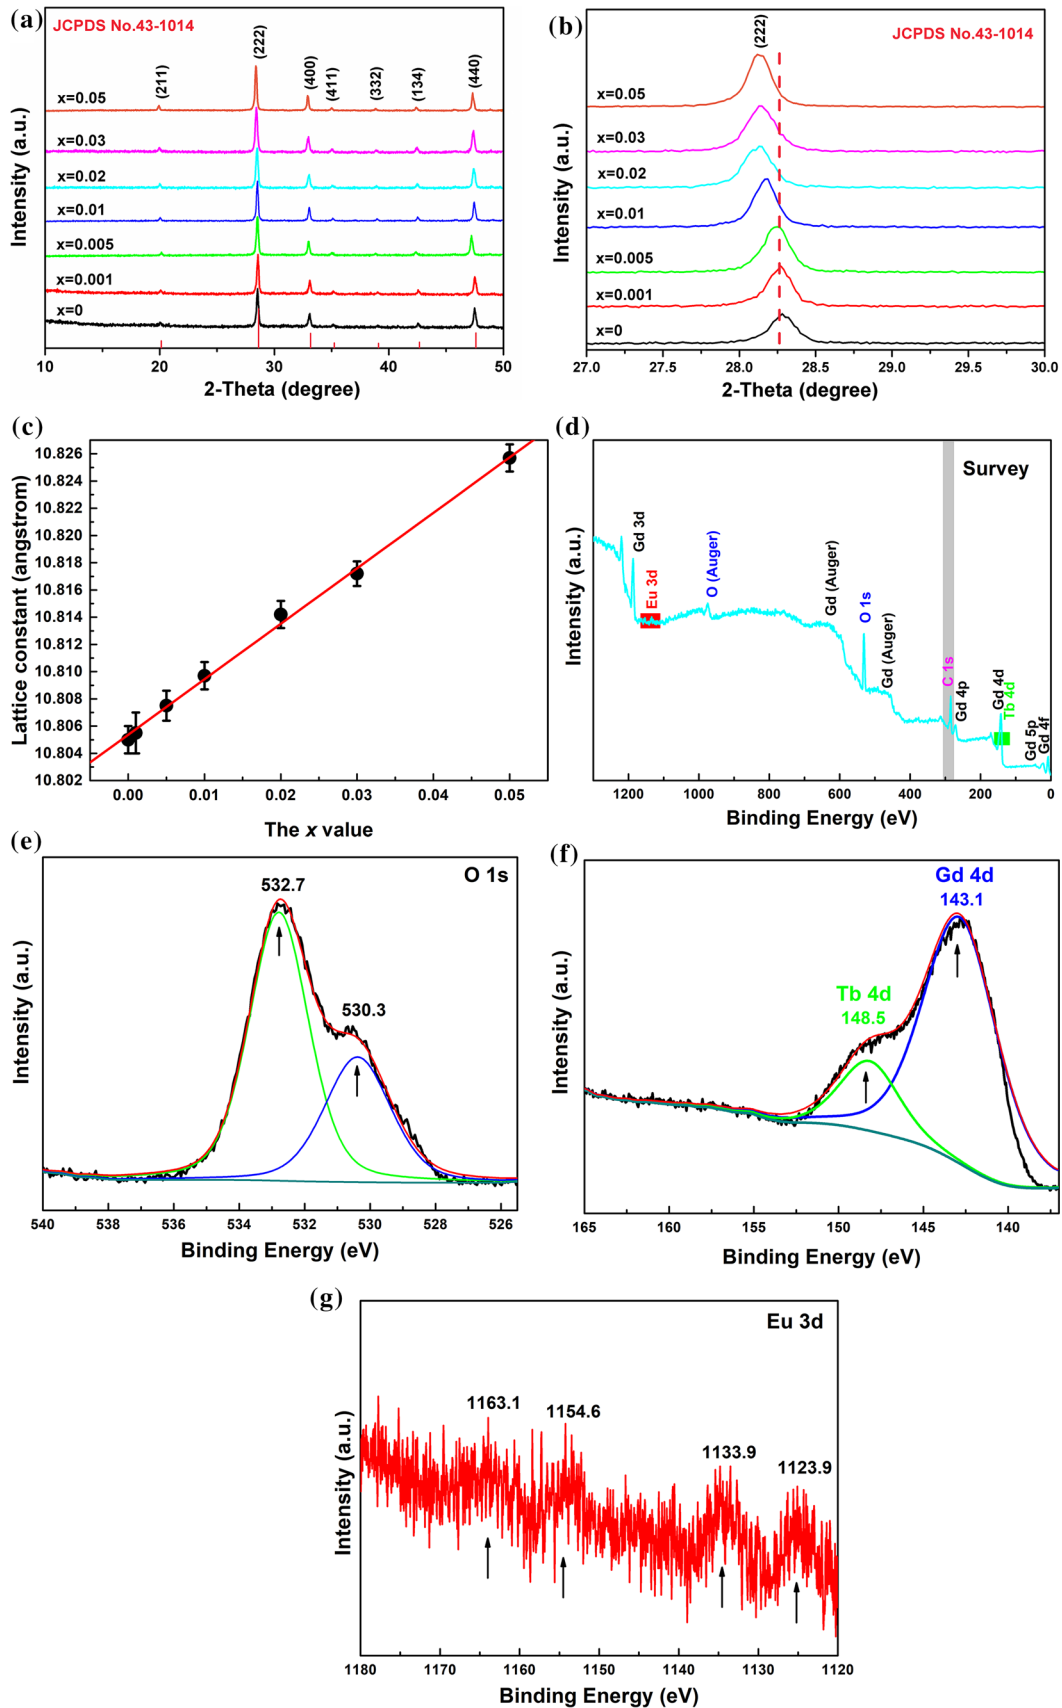 (a)
JCPDS No.43-1014
(211)
(222)
(400)
(411)
(332)
(134)
(440)
x=0.05
x=0.03
x=0.02
x=0.01
x=0.005
x=0.001
x=0
Intensity (a.u.)
10 20 30 40 50
2-Theta (degree)
(b)
JCPDS No.43-1014
(222)
x=0.05
x=0.03
x=0.02
x=0.01
x=0.005
x=0.001
x=0
Intensity (a.u.)
27.0 27.5 28.0 28.5 29.0 29.5 30.0
2-Theta (degree)
(c)
10.826
10.824
10.822
10.820
10.818
10.816
10.814
10.812
10.810
10.808
10.806
10.804
10.802
Lattice constant (angstrom)
0.00 0.01 0.02 0.03 0.04 0.05
The x value
(d)
Survey
Gd 3d
Eu 3d
O (Auger)
Gd (Auger)
O 1s
Gd (Auger)
C 1s
Gd 4p
Gd 4d
Tb 4d
Gd 5p
Gd 4f
Intensity (a.u.)
1200 1000 800 600 400 200 0
Binding Energy (eV)
(e)
O 1s
532.7
530.3
Intensity (a.u.)
540 538 536 534 532 530 528 526
Binding Energy (eV)
(f)
Gd 4d
143.1
Tb 4d
148.5
Intensity (a.u.)
165 160 155 150 145 140
Binding Energy (eV)
(g)
Eu 3d
1163.1
1154.6
1133.9
1123.9
Intensity (a.u.)
1180 1170 1160 1150 1140 1130 1120
Binding Energy (eV)